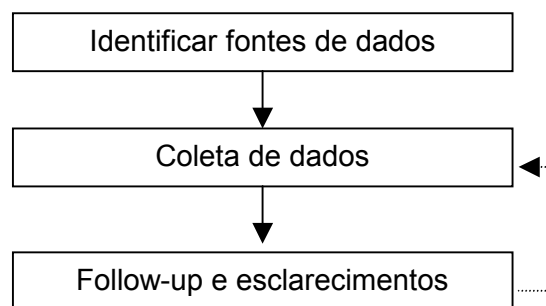 Identificar fontes de dados
Coleta de dados
Follow-up e esclarecimentos